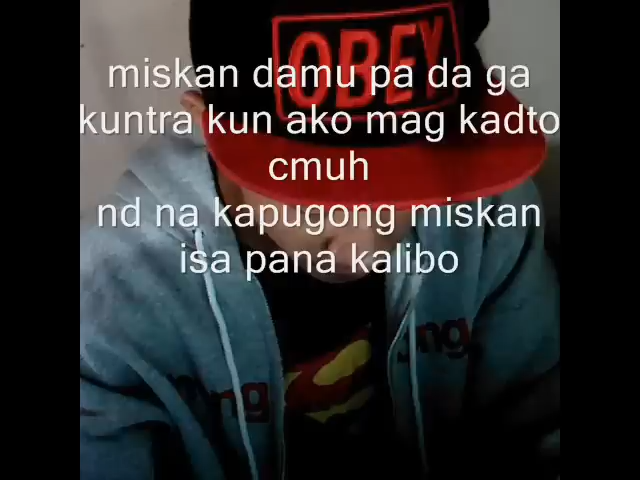 OBEY
miskan damu pa da ga
kuntra kun ako mag kadto
cmuh
nd na kapugong miskan
isa pana kalibo